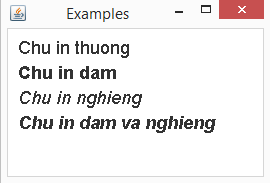 Examples
Chu in thuong
Chu in dam
Chu in nghieng
Chu in dam va nghieng